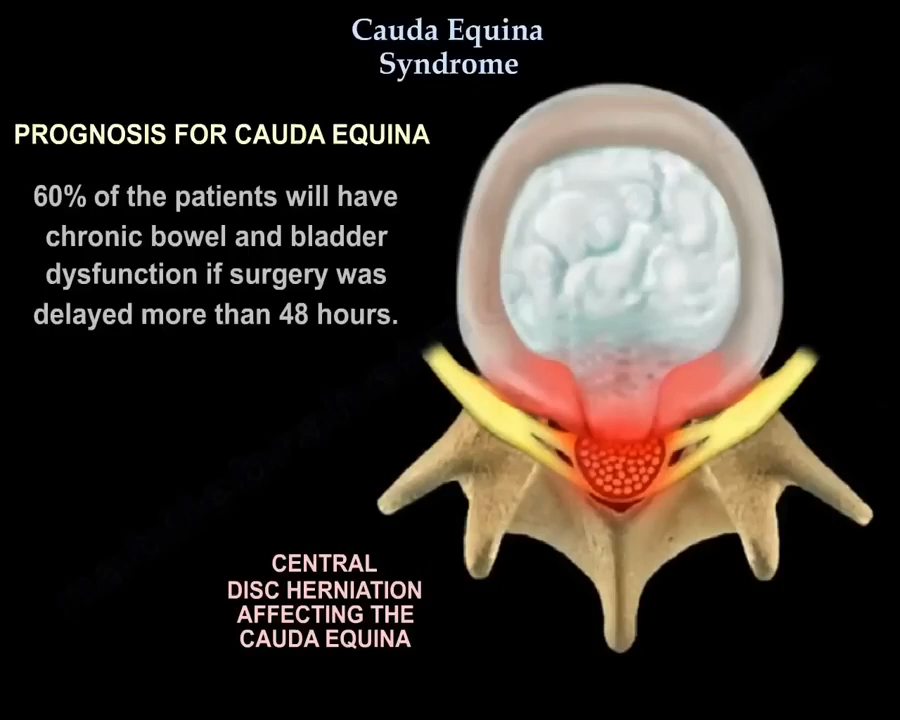 Cauda Equina
Syndrome
PROGNOSIS FOR CAUDA EQUINA
60% of the patients will have
chronic bowel and bladder
dysfunction if surgery was
delayed more than 48 hours.
CENTRAL
DISC HERNIATION
AFFECTING THE
CAUDA EQUINA